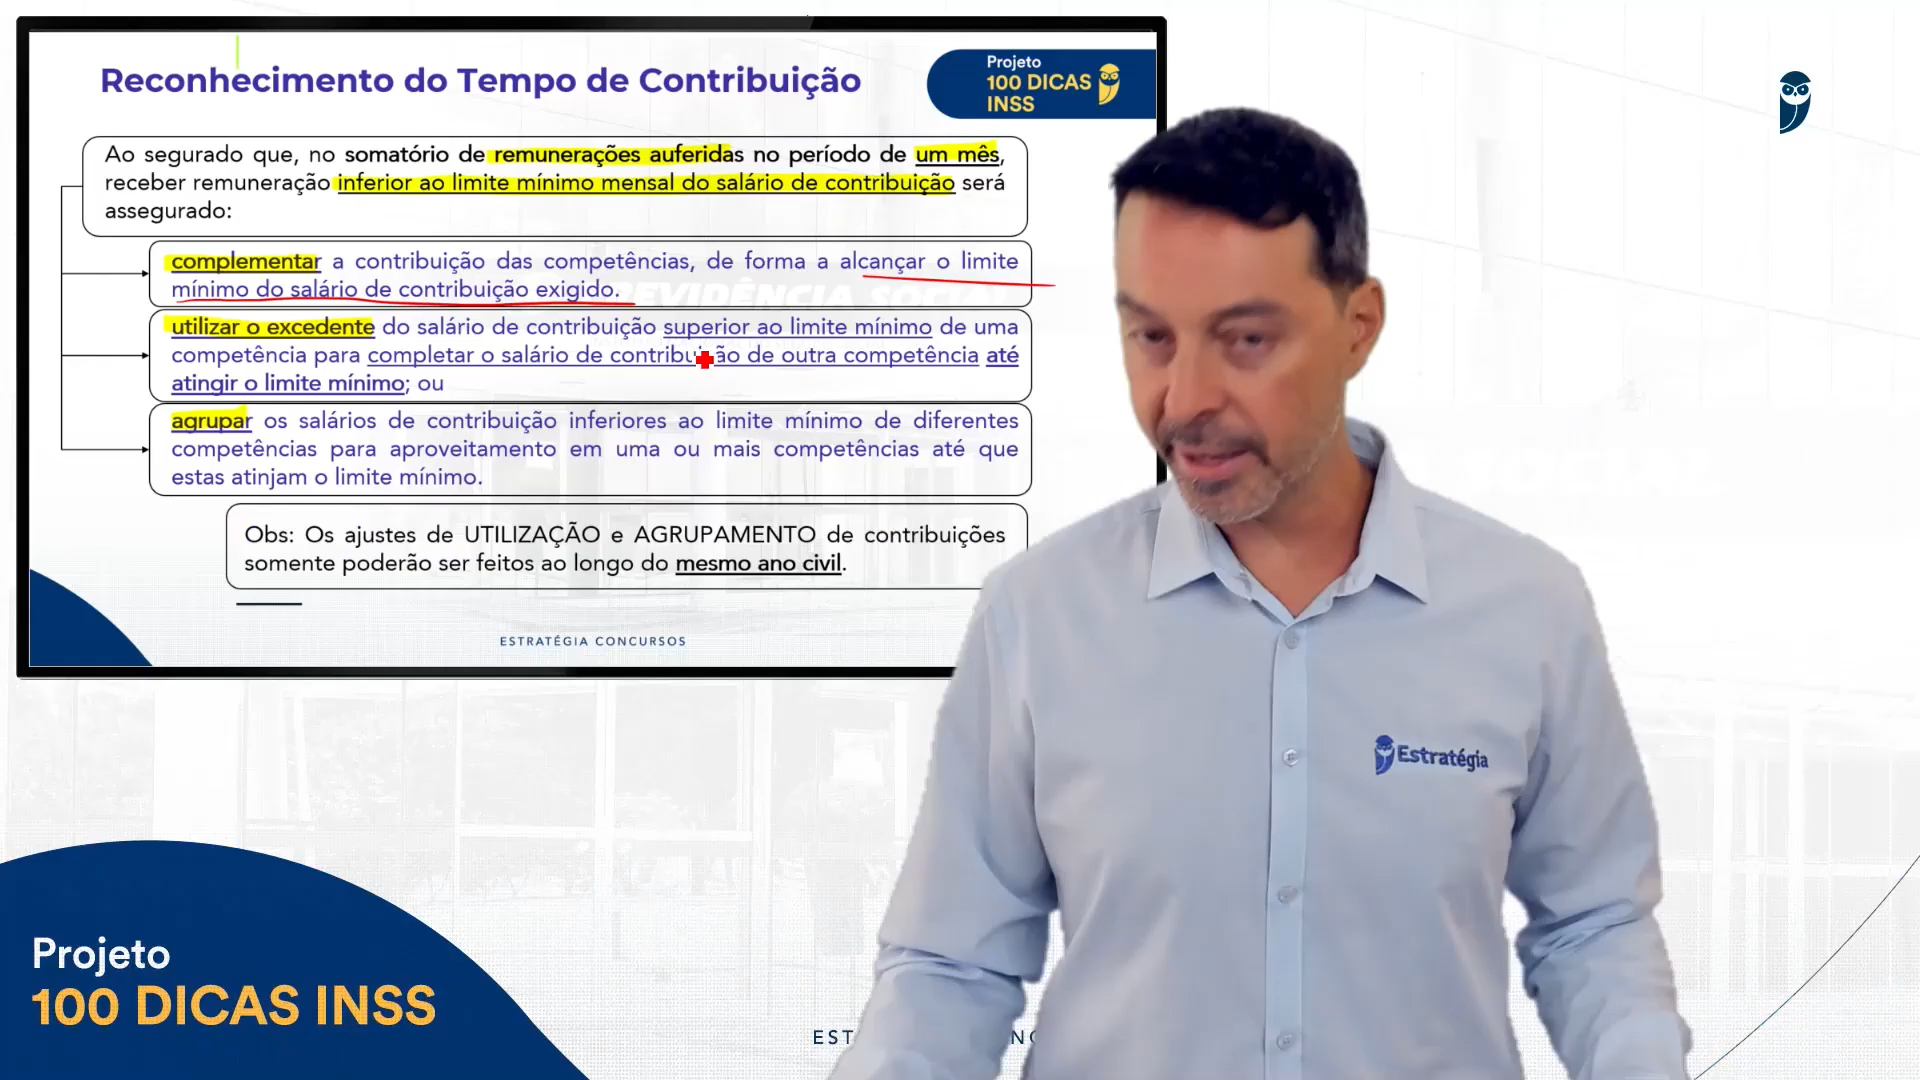 Reconhecimento do Tempo de Contribuição
Projeto
100 DICAS
INSS
Ao segurado que, no somatório de remunerações auferidas no período de um mês,
receber remuneração inferior ao limite mínimo mensal do salário de contribuição será
assegurado:
complementar a contribuição das competências, de forma a alcançar o limite
mínimo do salário de contribuição exigido.
utilizar o excedente do salário de contribuição superior ao limite mínimo de uma
competência para completar o salário de contribuição de outra competência até
atingir o limite mínimo; ou
agrupar os salários de contribuição inferiores ao limite mínimo de diferentes
competências para aproveitamento em uma ou mais competências até que
estas atinjam o limite mínimo.
Obs: Os ajustes de UTILIZAÇÃO e AGRUPAMENTO de contribuições
somente poderão ser feitos ao longo do mesmo ano civil.
ESTRATÉGIA CONCURSOS
Estratégia
Projeto
100 DICAS INSS